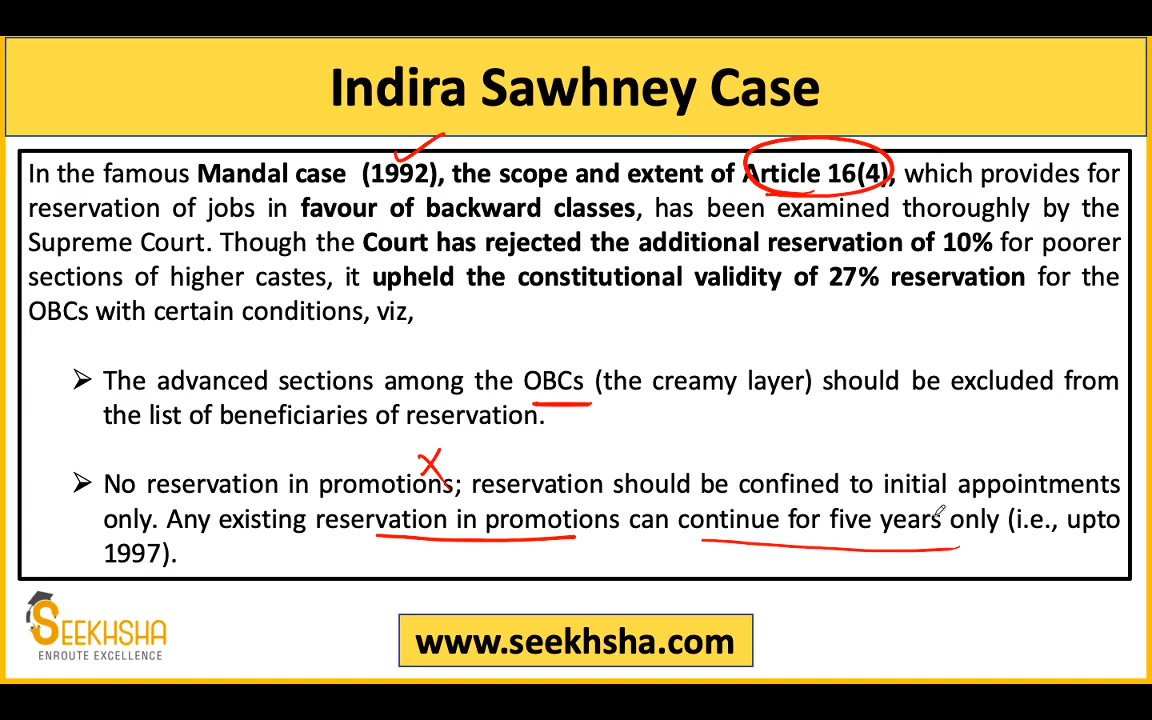 Indira Sawhney Case
In the famous Mandal case (1992), the scope and extent of Article 16(4), which provides for
reservation of jobs in favour of backward classes, has been examined thoroughly by the
Supreme Court. Though the Court has rejected the additional reservation of 10% for poorer
sections of higher castes, it upheld the constitutional validity of 27% reservation for the
OBCs with certain conditions, viz,
➢ The advanced sections among the OBCs (the creamy layer) should be excluded from
the list of beneficiaries of reservation.
➢ No reservation in promotions; reservation should be confined to initial appointments
only. Any existing reservation in promotions can continue for five years only (i.e., upto
1997).
SEEKHSHA
ENROUTE EXCELLENCE
www.seekhsha.com